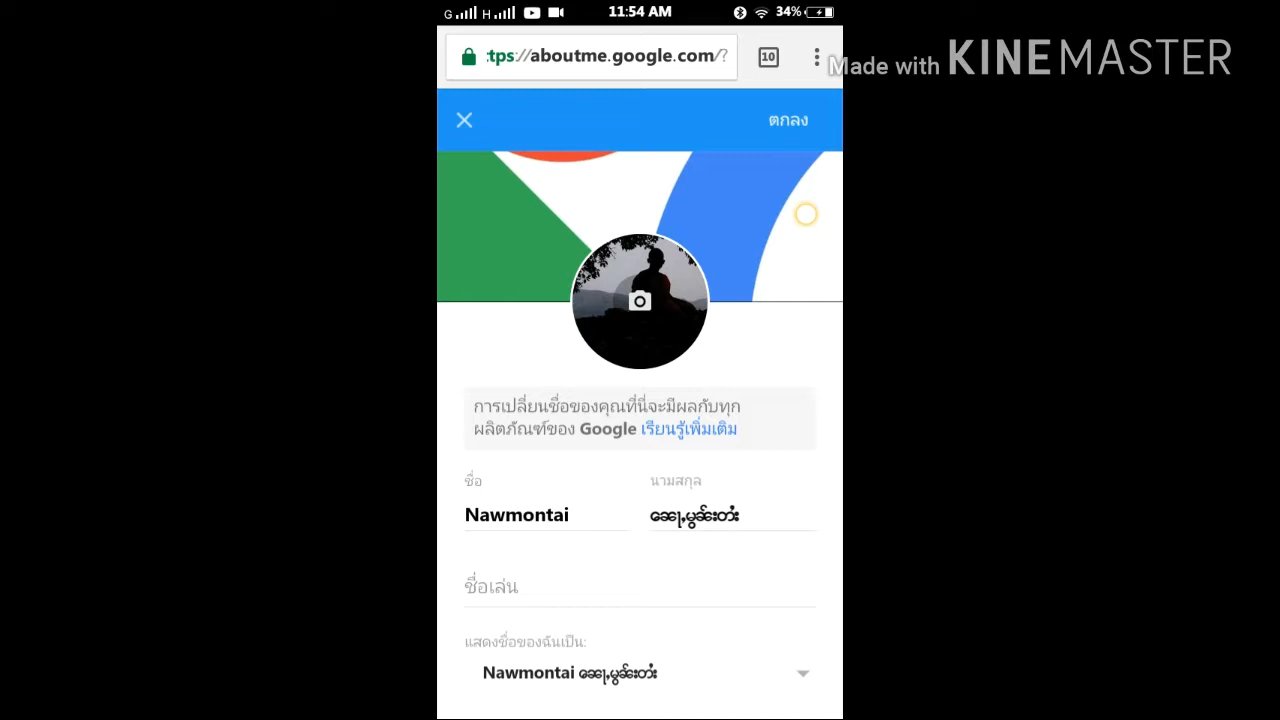 G H 11:54 AM 34%
:tps://aboutme.google.com/? 10
Made with KINEMASTER
ตกลง
การเปลี่ยนชื่อของคุณที่นี่จะมีผลกับทุก
ผลิตภัณฑ์ของ Google เรียนรู้เพิ่มเติม
ชื่อ นามสกุล
Nawmontai ၼေႃႇမွၼ်းတႆး
ชื่อเล่น
แสดงชื่อของฉันเป็น:
Nawmontai ၼေႃႇမွၼ်းတႆး